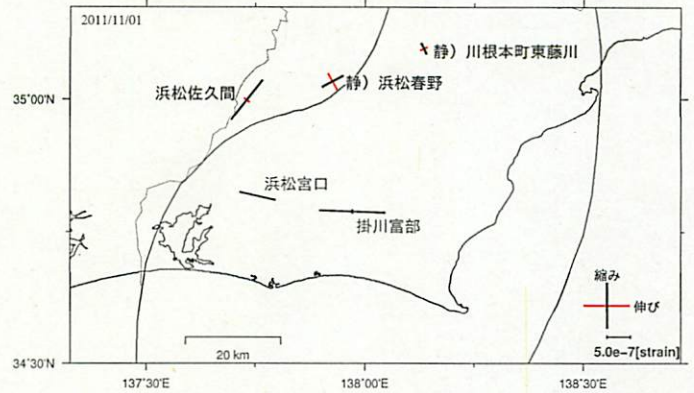 2011/11/01
静）川根本町東藤川
浜松佐久間
静）浜松春野
35°00'N
浜松宮口
掛川富部
縮み
伸び
5.0e-7[strain]
20 km
34°30'N
137°30'E
138°00'E
138°30'E